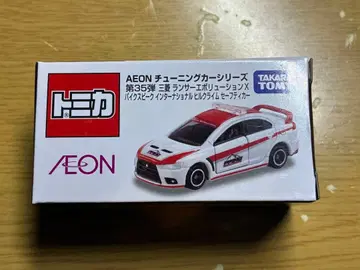 AEON チューニングカーシリーズ
第35弾 三菱 ランサーエボリューションX
パイクスピーク インターナショナル ヒルクライム セーフティカー
TAKARA
TOMY
トミカ
AEON